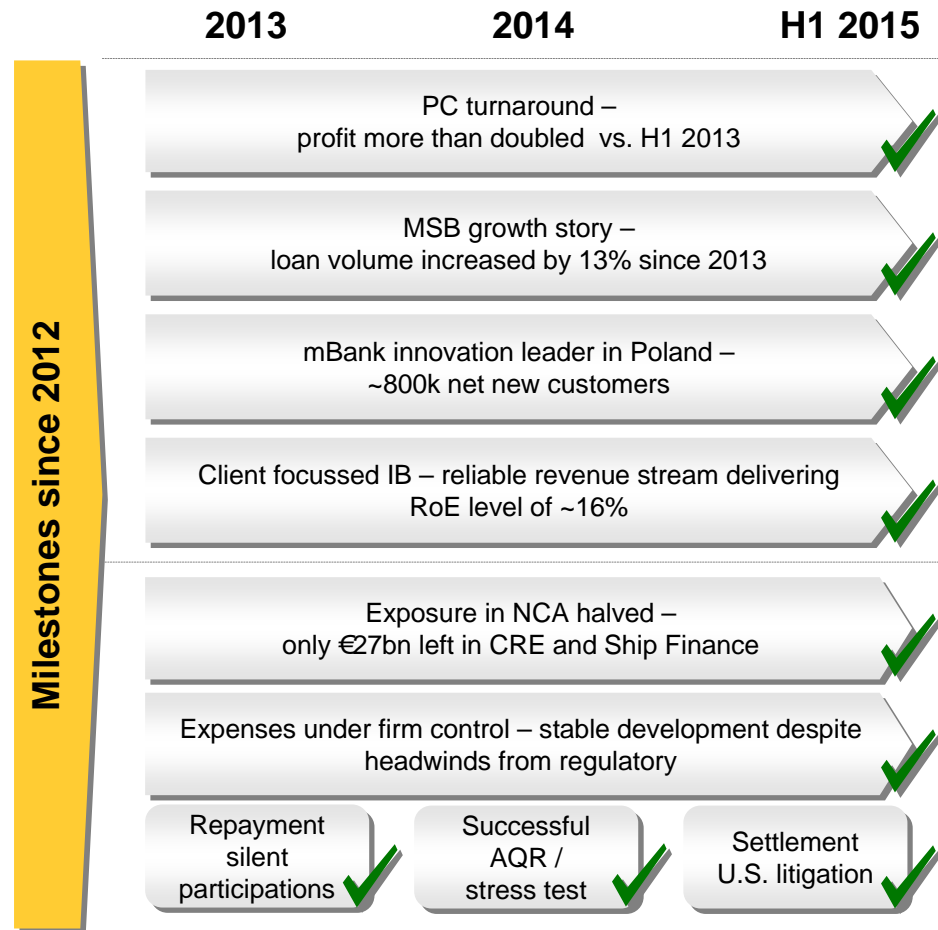 2013 2014 H1 2015
Milestones since 2012
PC turnaround –
profit more than doubled vs. H1 2013
MSB growth story –
loan volume increased by 13% since 2013
mBank innovation leader in Poland –
~800k net new customers
Client focussed IB – reliable revenue stream delivering
RoE level of ~16%
Exposure in NCA halved –
only €27bn left in CRE and Ship Finance
Expenses under firm control – stable development despite
headwinds from regulatory
Repayment
silent
participations
Successful
AQR /
stress test
Settlement
U.S. litigation